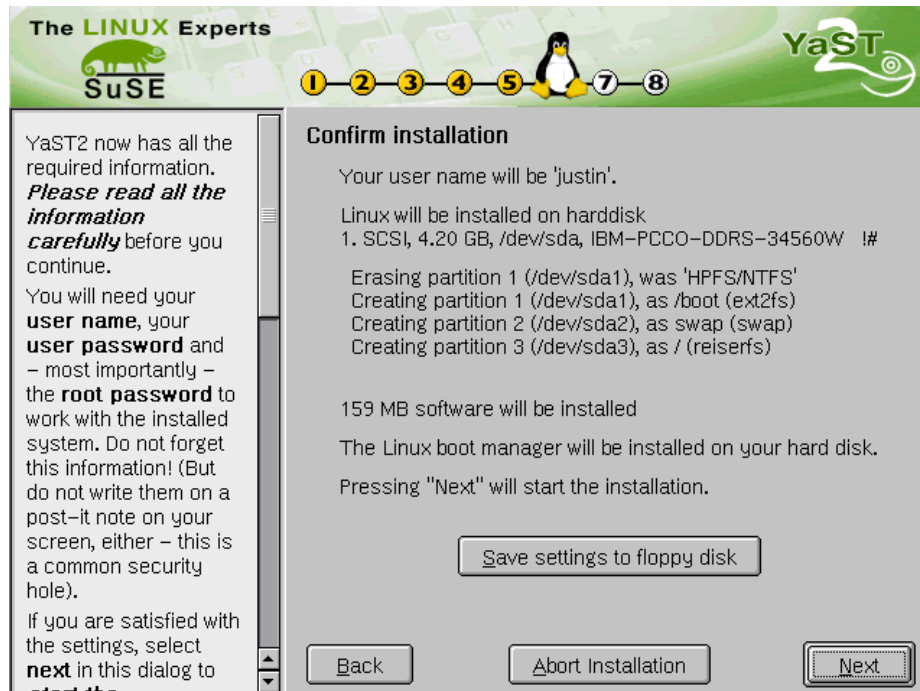 The LINUX Experts
SuSE
1 2 3 4 5 7 8
YaST2
YaST2 now has all the
required information.
Please read all the
information
carefully before you
continue.
You will need your
user name, your
user password and
– most importantly –
the root password to
work with the installed
system. Do not forget
this information! (But
do not write them on a
post–it note on your
screen, either – this is
a common security
hole).
If you are satisfied with
the settings, select
next in this dialog to
start the
Confirm installation
Your user name will be 'justin'.
Linux will be installed on harddisk
1. SCSI, 4.20 GB, /dev/sda, IBM–PCCO–DDRS–34560W !#
Erasing partition 1 (/dev/sda1), was 'HPFS/NTFS'
Creating partition 1 (/dev/sda1), as /boot (ext2fs)
Creating partition 2 (/dev/sda2), as swap (swap)
Creating partition 3 (/dev/sda3), as / (reiserfs)
159 MB software will be installed
The Linux boot manager will be installed on your hard disk.
Pressing "Next" will start the installation.
Save settings to floppy disk
Back
Abort Installation
Next